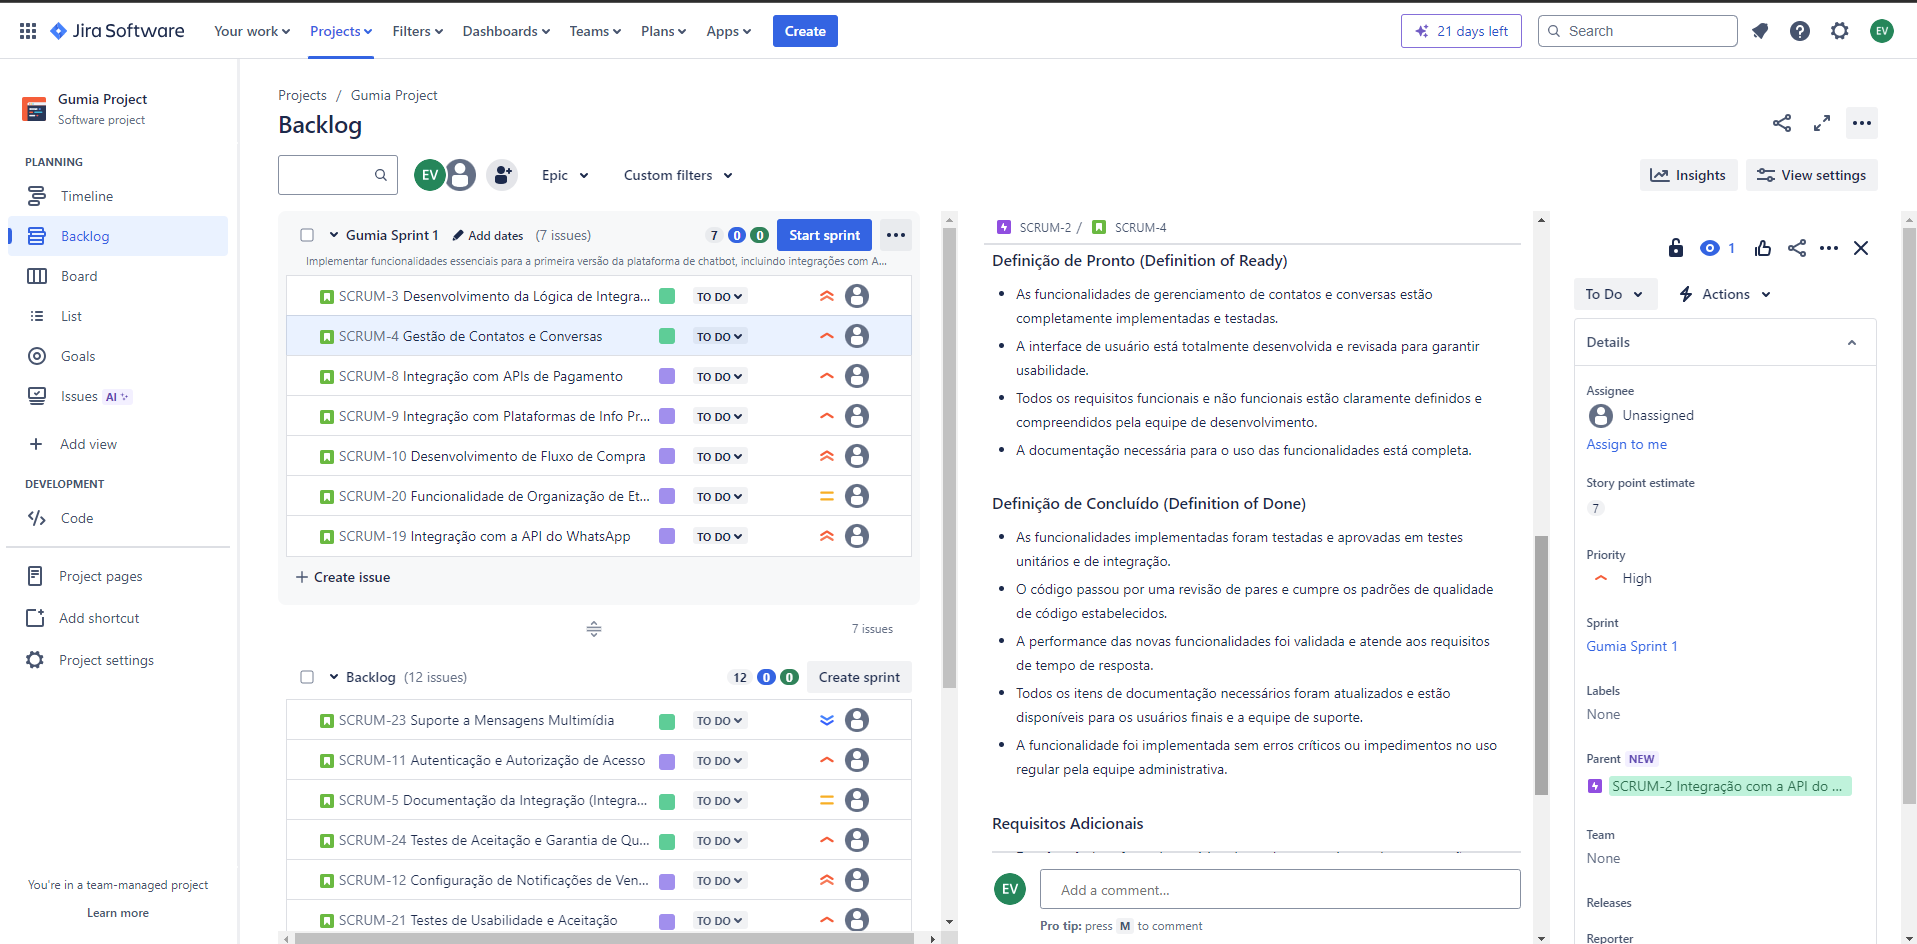 Jira Software
Your work
Projects
Filters
Dashboards
Teams
Plans
Apps
Create
21 days left
Search
EV
Gumia Project
Software project
PLANNING
Timeline
Backlog
Board
List
Goals
Issues AI
Add view
DEVELOPMENT
Code
Project pages
Add shortcut
Project settings
You're in a team-managed project
Learn more
Projects / Gumia Project
Backlog
EV
Epic
Custom filters
Insights
View settings
Gumia Sprint 1 Add dates (7 issues) 7 0 0 Start sprint
Implementar funcionalidades essenciais para a primeira versão da plataforma de chatbot, incluindo integrações com A...
SCRUM-3 Desenvolvimento da Lógica de Integra... TO DO
SCRUM-4 Gestão de Contatos e Conversas TO DO
SCRUM-8 Integração com APIs de Pagamento TO DO
SCRUM-9 Integração com Plataformas de Info Pr... TO DO
SCRUM-10 Desenvolvimento de Fluxo de Compra TO DO
SCRUM-20 Funcionalidade de Organização de Et... TO DO
SCRUM-19 Integração com a API do WhatsApp TO DO
Create issue
7 issues
Backlog (12 issues) 12 0 0 Create sprint
SCRUM-23 Suporte a Mensagens Multimídia TO DO
SCRUM-11 Autenticação e Autorização de Acesso TO DO
SCRUM-5 Documentação da Integração (Integra... TO DO
SCRUM-24 Testes de Aceitação e Garantia de Qu... TO DO
SCRUM-12 Configuração de Notificações de Ven... TO DO
SCRUM-21 Testes de Usabilidade e Aceitação TO DO
SCRUM-2 / SCRUM-4
Definição de Pronto (Definition of Ready)
As funcionalidades de gerenciamento de contatos e conversas estão
completamente implementadas e testadas.
A interface de usuário está totalmente desenvolvida e revisada para garantir
usabilidade.
Todos os requisitos funcionais e não funcionais estão claramente definidos e
compreendidos pela equipe de desenvolvimento.
A documentação necessária para o uso das funcionalidades está completa.
Definição de Concluído (Definition of Done)
As funcionalidades implementadas foram testadas e aprovadas em testes
unitários e de integração.
O código passou por uma revisão de pares e cumpre os padrões de qualidade
de código estabelecidos.
A performance das novas funcionalidades foi validada e atende aos requisitos
de tempo de resposta.
Todos os itens de documentação necessários foram atualizados e estão
disponíveis para os usuários finais e a equipe de suporte.
A funcionalidade foi implementada sem erros críticos ou impedimentos no uso
regular pela equipe administrativa.
Requisitos Adicionais
EV
Add a comment...
Pro tip: press M to comment
1
To Do
Actions
Details
Assignee
Unassigned
Assign to me
Story point estimate
7
Priority
High
Sprint
Gumia Sprint 1
Labels
None
Parent NEW
SCRUM-2 Integração com a API do ...
Team
None
Releases
Reporter